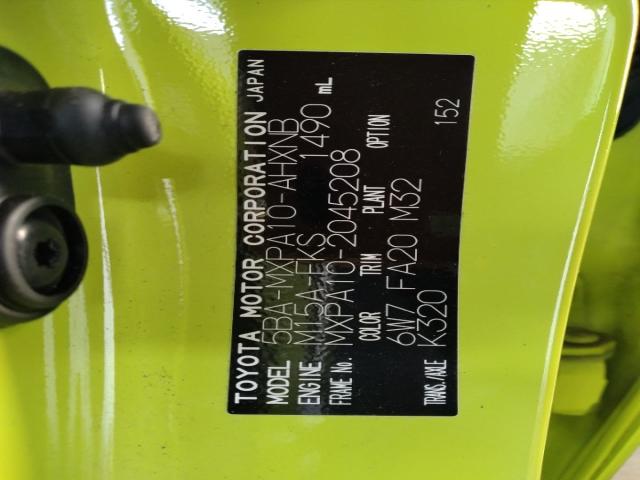 TOYOTA MOTOR CORPORATION JAPAN
MODEL 5BA-MXPA10-AHXNB
ENGINE M15A-FKS 1490 mL
FRAME No. MXPA10-2045208
COLOR TRIM PLANT OPTION
6W7 FA20 M32
TRANS./AXLE K320 152